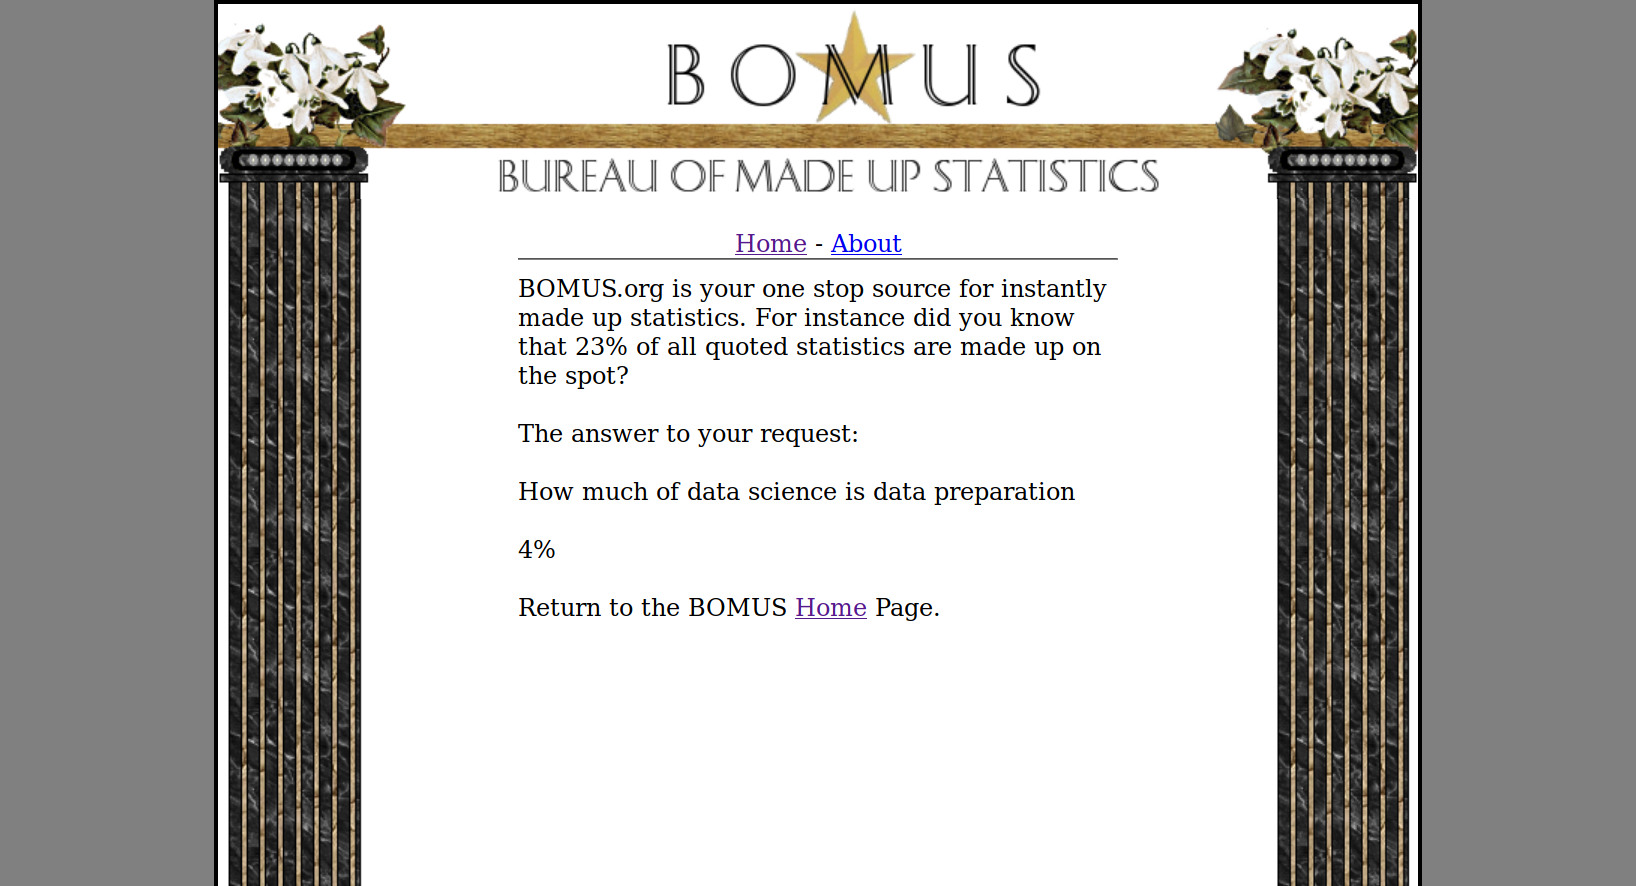 BOMUS
BUREAU OF MADE UP STATISTICS
Home - About
BOMUS.org is your one stop source for instantly
made up statistics. For instance did you know
that 23% of all quoted statistics are made up on
the spot?
The answer to your request:
How much of data science is data preparation
4%
Return to the BOMUS Home Page.